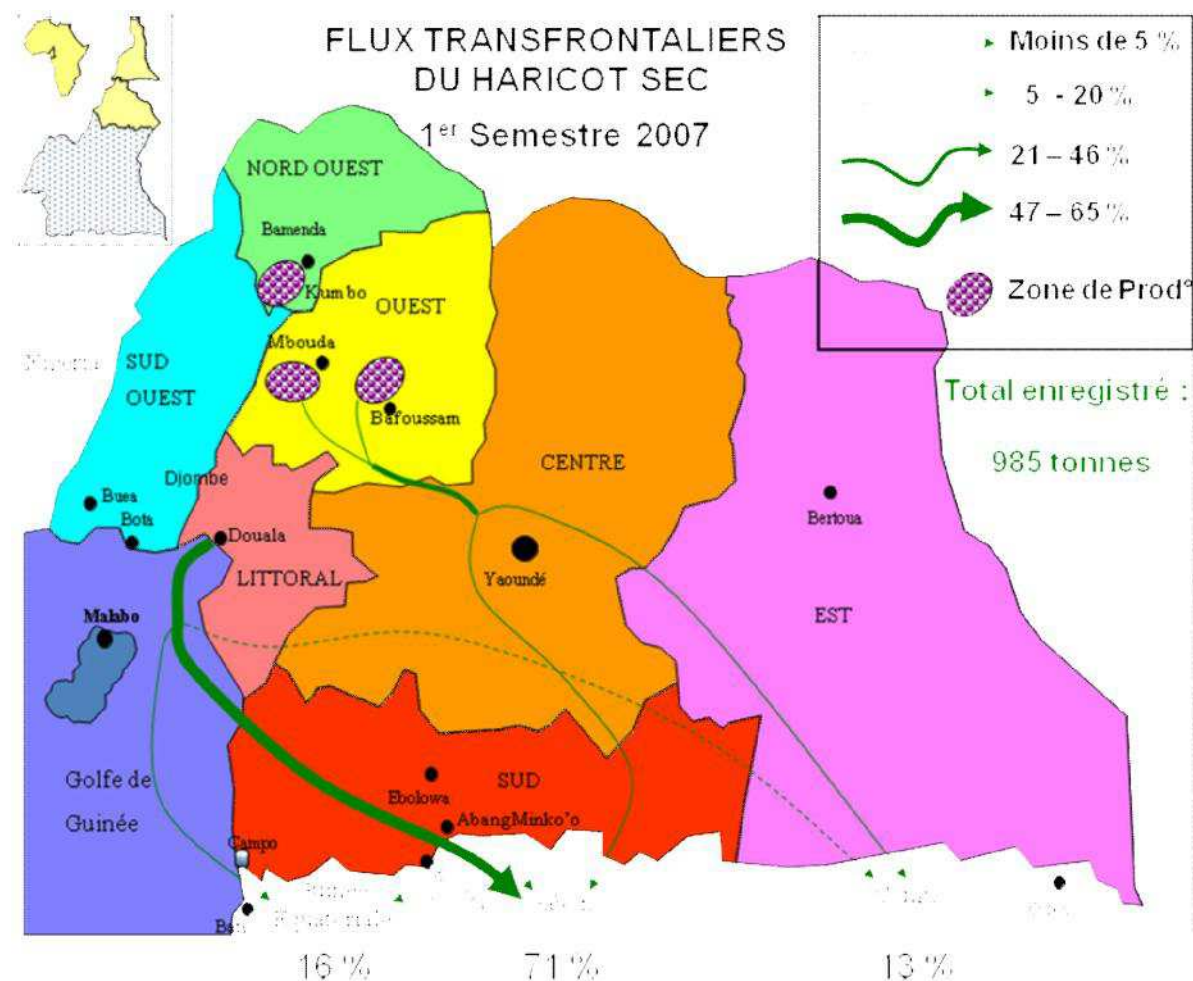 FLUX TRANSFRONTALIERS
DU HARICOT SEC
1er Semestre 2007
Moins de 5 %
5 - 20 %
21 – 46 %
47 – 65 %
Zone de Prod°
Total enregistré :
985 tonnes
NORD OUEST
Bamenda
Kumbo
OUEST
Mbouda
Bafoussam
SUD
OUEST
Buea
Bota
Djombe
Douala
LITTORAL
CENTRE
Yaoundé
Bertoua
EST
Malabo
Golfe de
Guinée
SUD
Ebolowa
AbangMinko'o
Campo
16 %
71 %
13 %